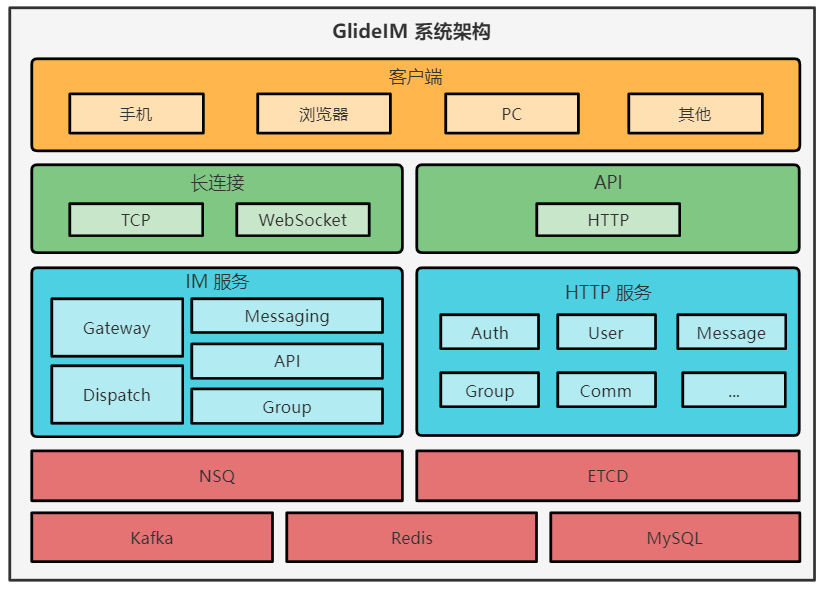 GlideIM 系统架构
客户端
手机
浏览器
PC
其他
长连接
TCP
WebSocket
API
HTTP
IM 服务
Gateway
Dispatch
Messaging
API
Group
HTTP 服务
Auth
User
Message
Group
Comm
...
NSQ
ETCD
Kafka
Redis
MySQL